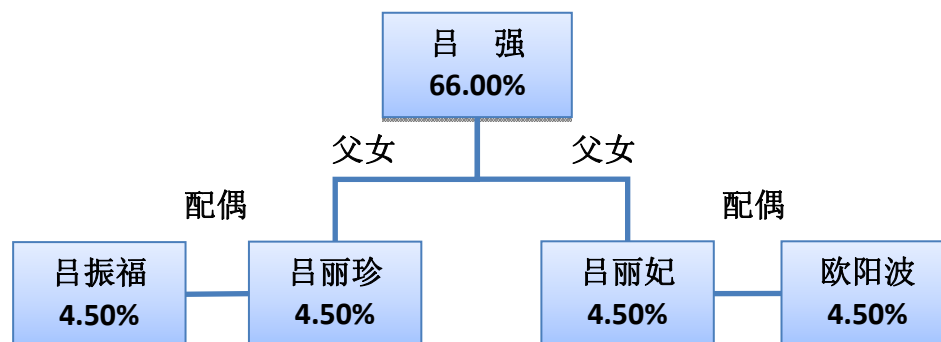 吕 强
66.00%
父女 父女
配偶 配偶
吕振福 吕丽珍 吕丽妃 欧阳波
4.50% 4.50% 4.50% 4.50%